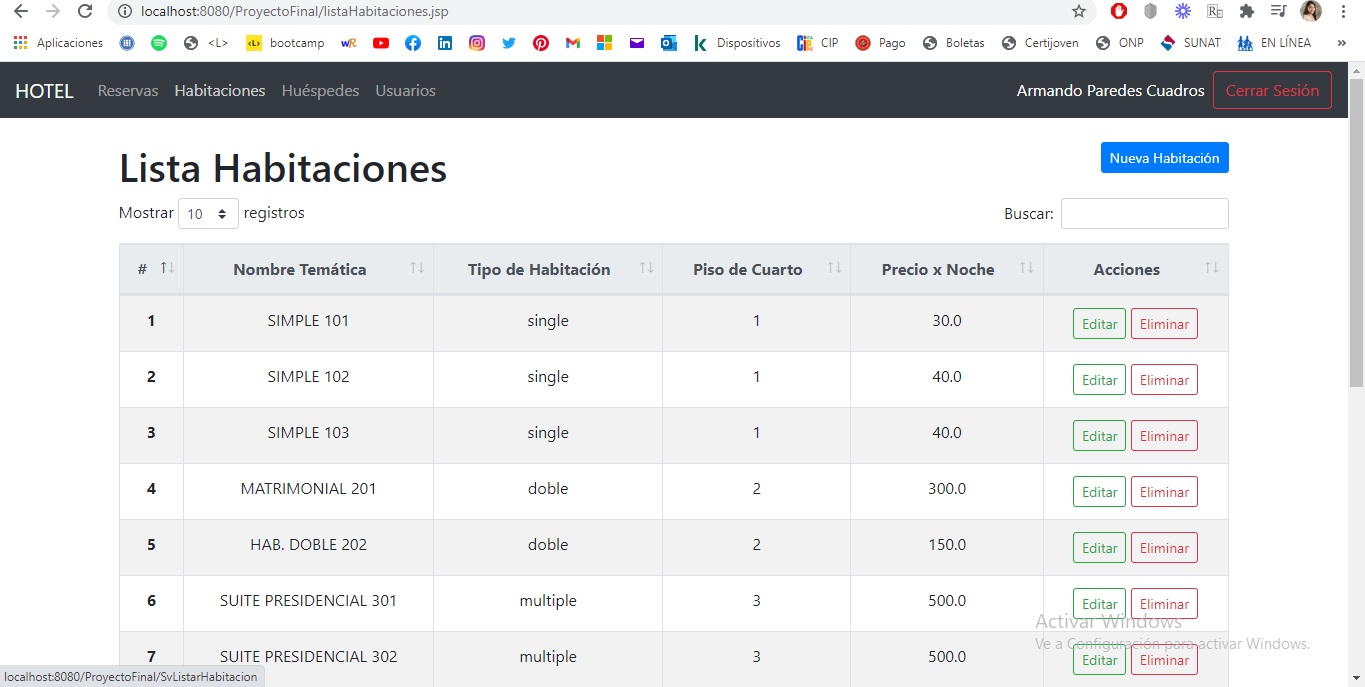 localhost:8080/ProyectoFinal/listaHabitaciones.jsp
Aplicaciones <L> bootcamp Dispositivos CIP Pago Boletas Certijoven ONP SUNAT EN LÍNEA »
HOTEL Reservas Habitaciones Huéspedes Usuarios Armando Paredes Cuadros Cerrar Sesión
Lista Habitaciones Nueva Habitación
Mostrar 10 registros Buscar:
# Nombre Temática Tipo de Habitación Piso de Cuarto Precio x Noche Acciones
1 SIMPLE 101 single 1 30.0 Editar Eliminar
2 SIMPLE 102 single 1 40.0 Editar Eliminar
3 SIMPLE 103 single 1 40.0 Editar Eliminar
4 MATRIMONIAL 201 doble 2 300.0 Editar Eliminar
5 HAB. DOBLE 202 doble 2 150.0 Editar Eliminar
6 SUITE PRESIDENCIAL 301 multiple 3 500.0 Editar Eliminar
Activar Windows
Ve a Configuración para activar Windows.
7 SUITE PRESIDENCIAL 302 multiple 3 500.0 Editar Eliminar
localhost:8080/ProyectoFinal/SvListarHabitacion